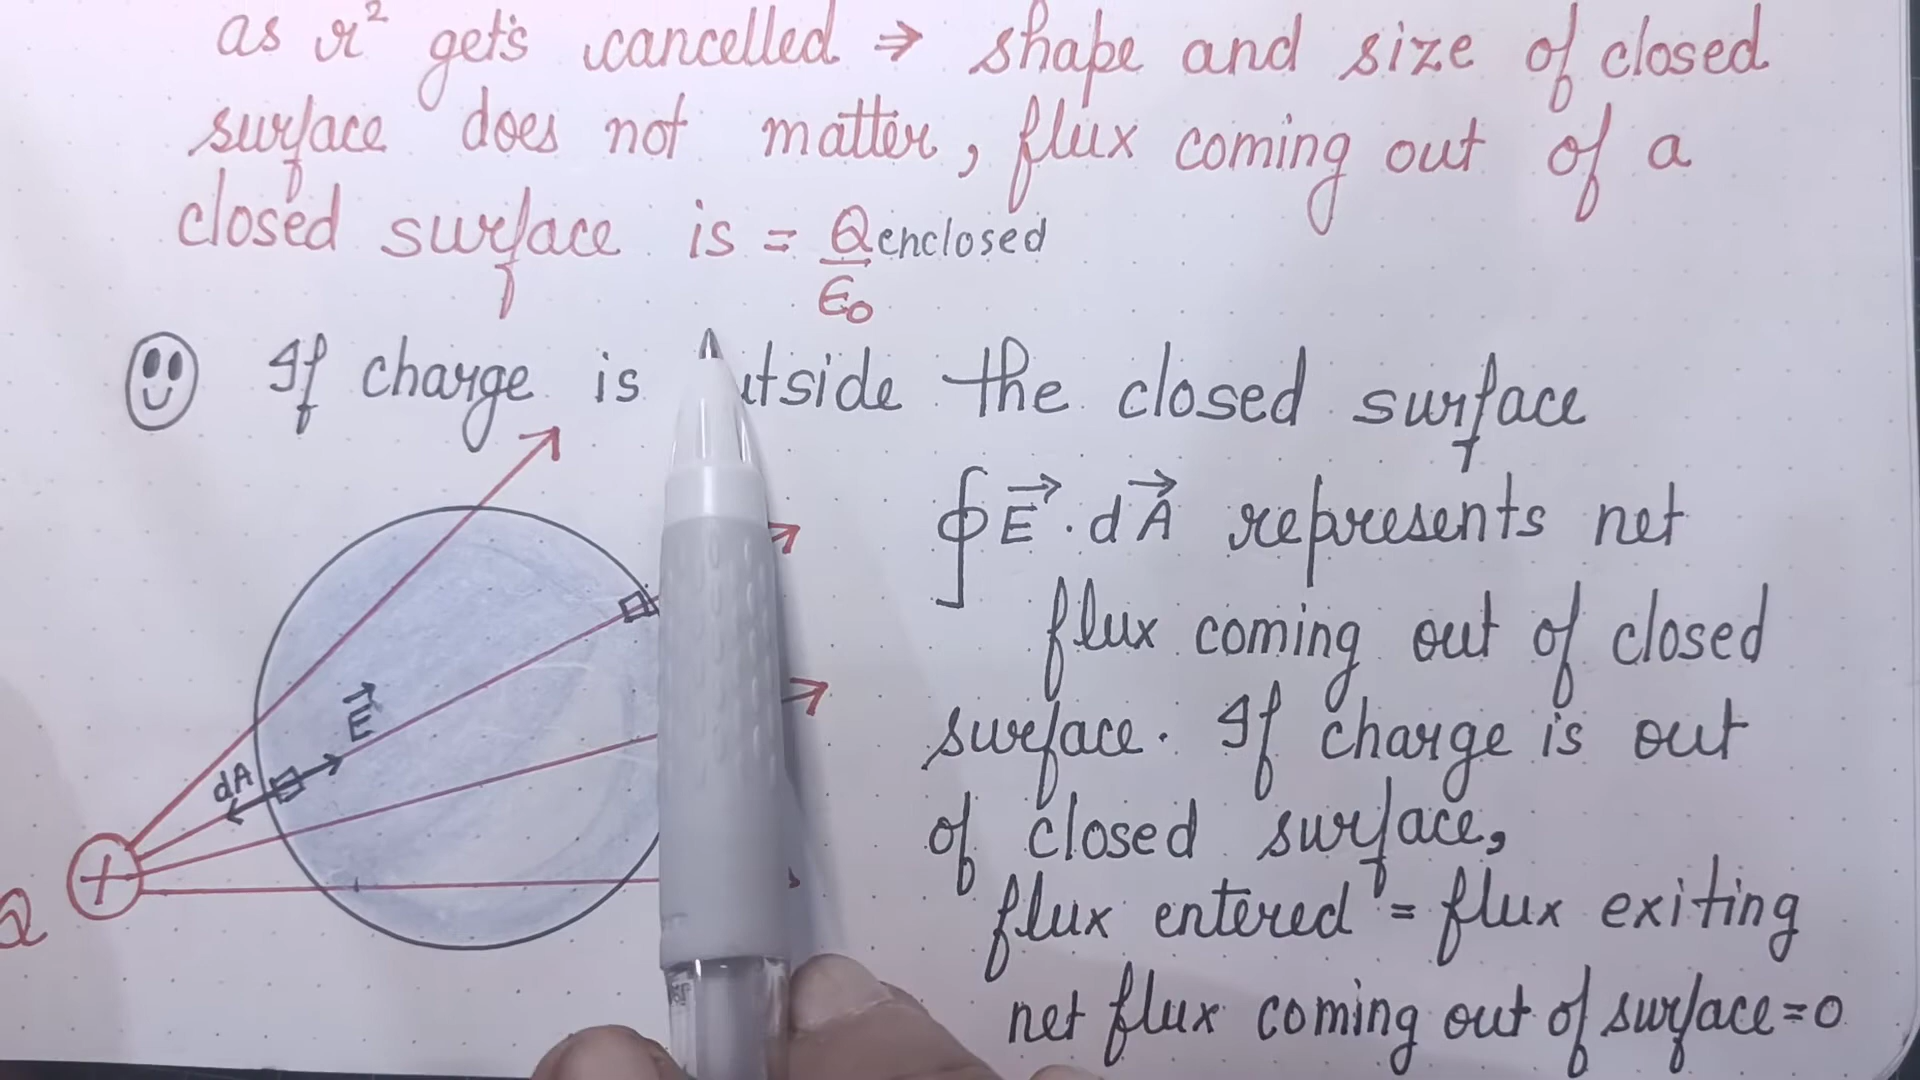 as r² gets cancelled ⇒ shape and size of closed
surface does not matter, flux coming out of a
closed surface is = Qenclosed
ε₀
If charge is utside the closed surface
∮E⃗ . dA⃗ represents net
flux coming out of closed
surface. If charge is out
of closed surface,
flux entered = flux exiting
net flux coming out of surface = 0
E⃗
dA
+
Q